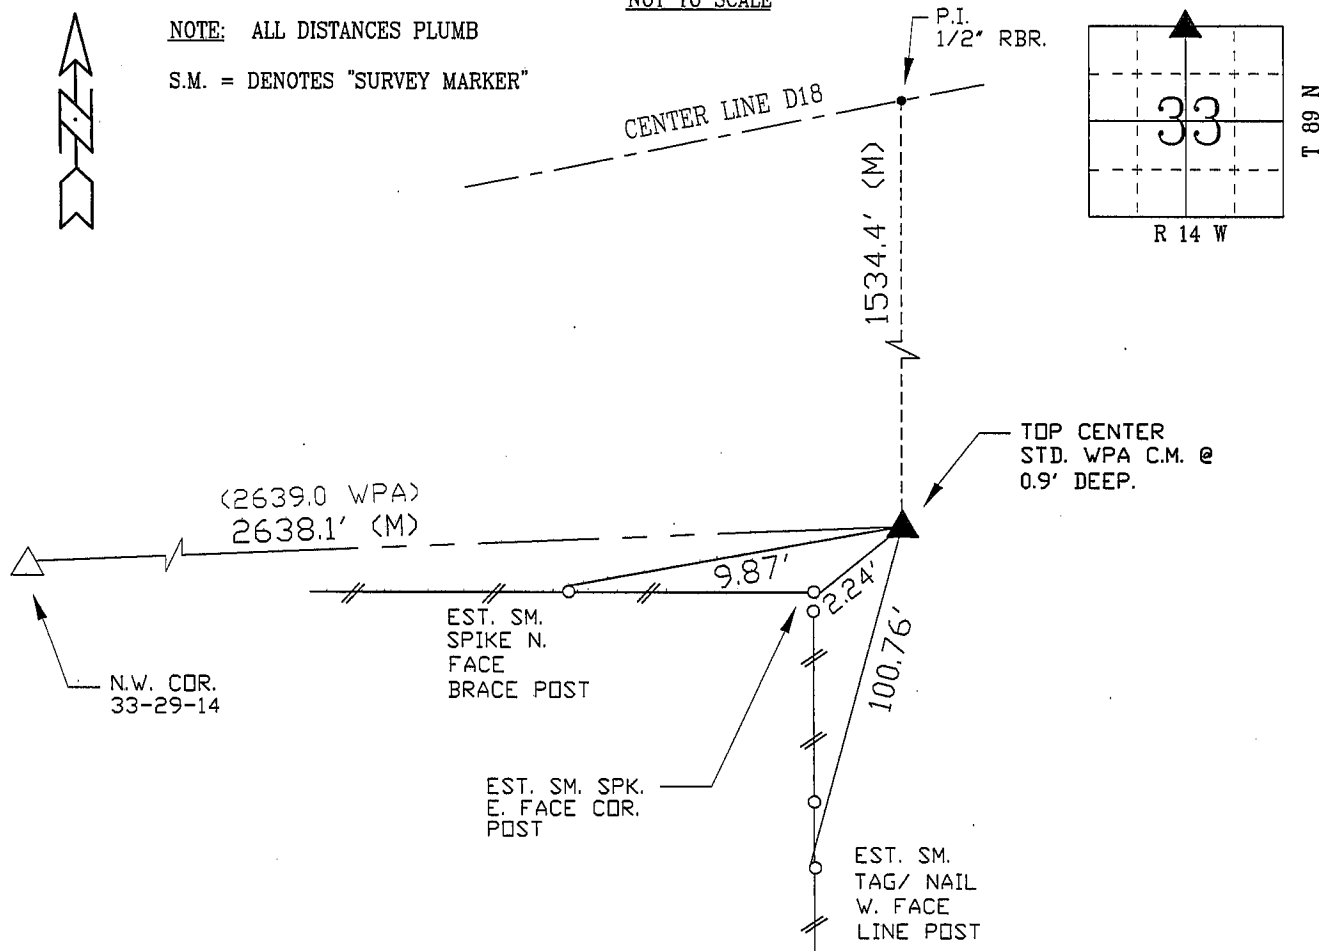 NOT TO SCALE
NOTE: ALL DISTANCES PLUMB
S.M. = DENOTES "SURVEY MARKER"
P.I.
1/2" RBR.
CENTER LINE D18
33
T 89 N
R 14 W
1534.4' (M)
TOP CENTER
STD. WPA C.M. @
0.9' DEEP.
(2639.0 WPA)
2638.1' (M)
9.87'
2.24'
100.76'
N.W. COR.
33-29-14
EST. SM.
SPIKE N.
FACE
BRACE POST
EST. SM. SPK.
E. FACE COR.
POST
EST. SM.
TAG/ NAIL
W. FACE
LINE POST